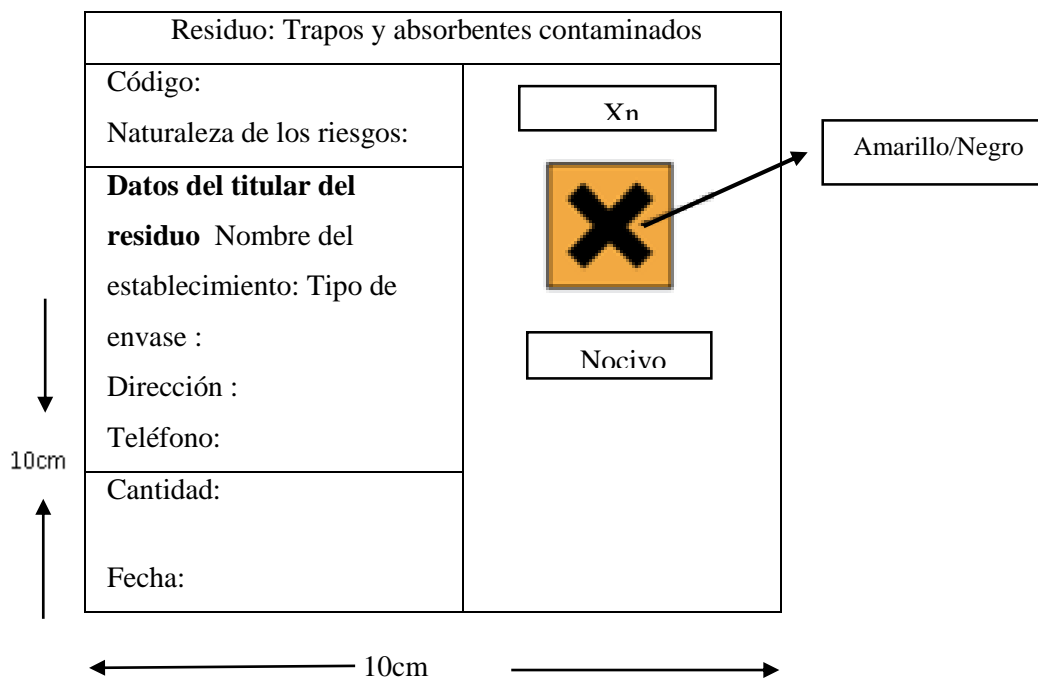 Residuo: Trapos y absorbentes contaminados
Código:
Naturaleza de los riesgos:
Xn
Amarillo/Negro
Datos del titular del
residuo Nombre del
establecimiento: Tipo de
envase :
Dirección :
Teléfono:
Nocivo
10cm
Cantidad:
Fecha:
10cm